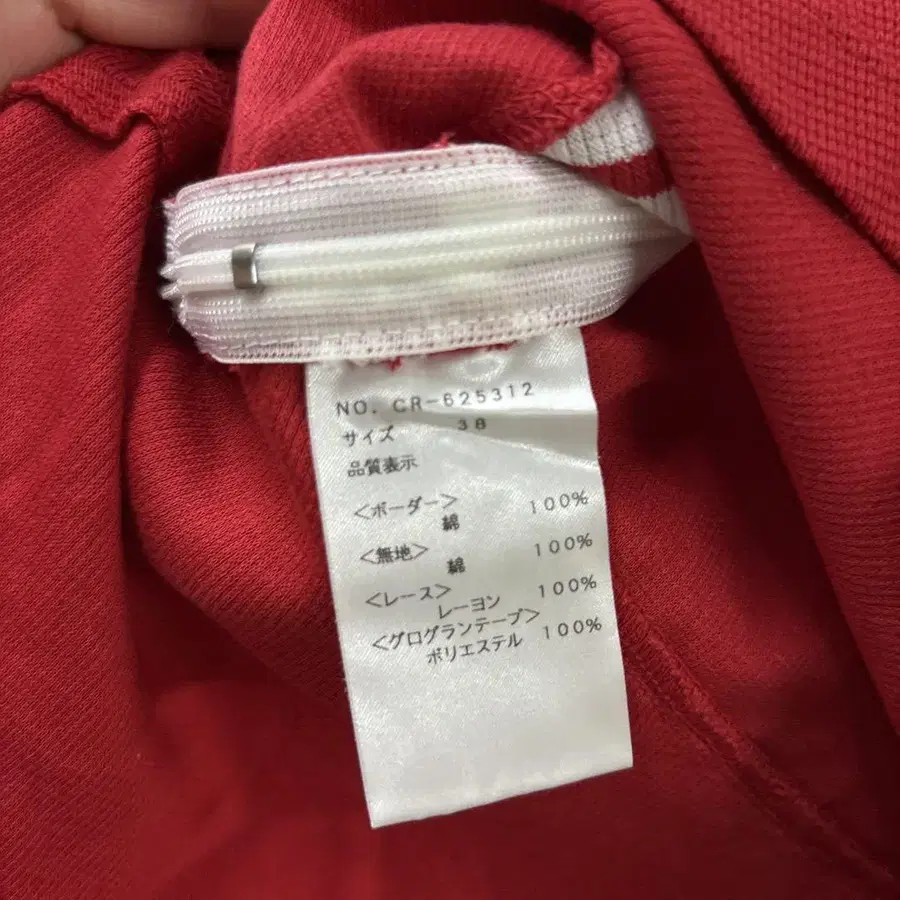 NO. CR-625312
サイズ 38
品質表示
<ボーダー>
綿 100%
<無地>
綿 100%
<レース>
レーヨン 100%
<グログランテープ>
ポリエステル 100%